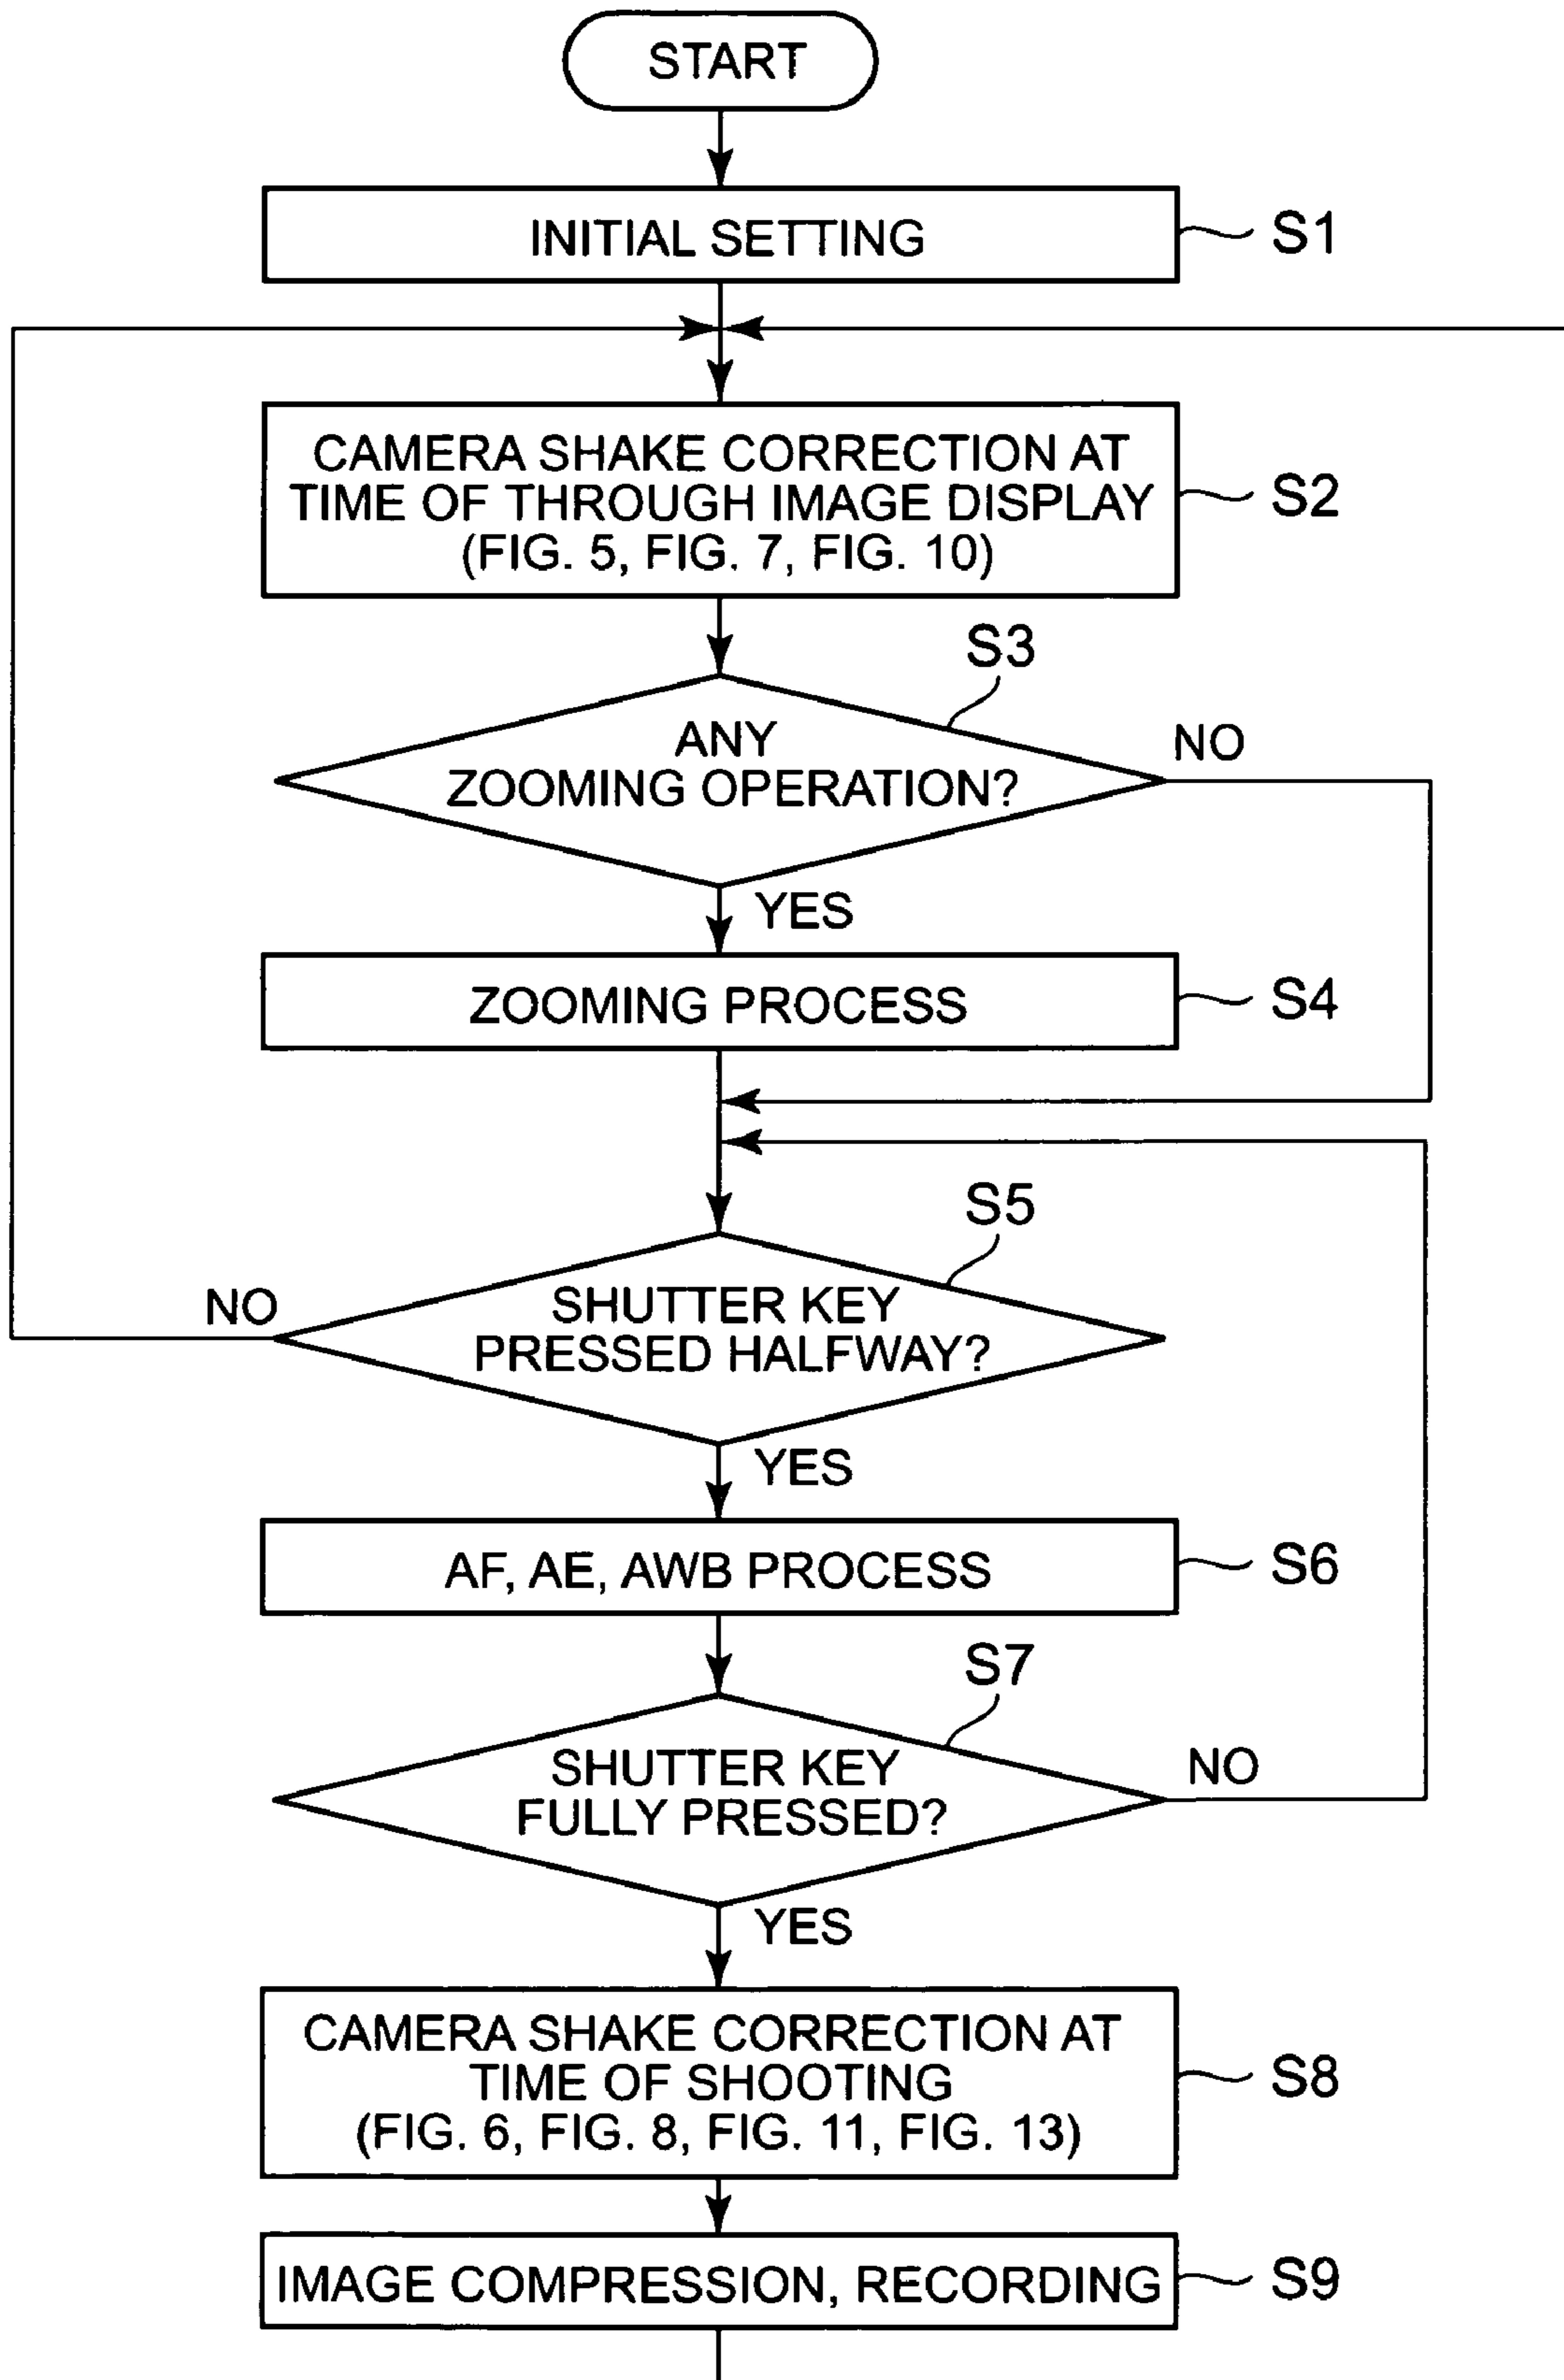 START
INITIAL SETTING
S1
CAMERA SHAKE CORRECTION AT
TIME OF THROUGH IMAGE DISPLAY
(FIG. 5, FIG. 7, FIG. 10)
S2
S3
ANY
ZOOMING OPERATION?
NO
YES
ZOOMING PROCESS
S4
S5
SHUTTER KEY
PRESSED HALFWAY?
NO
YES
AF, AE, AWB PROCESS
S6
S7
SHUTTER KEY
FULLY PRESSED?
NO
YES
CAMERA SHAKE CORRECTION AT
TIME OF SHOOTING
(FIG. 6, FIG. 8, FIG. 11, FIG. 13)
S8
IMAGE COMPRESSION, RECORDING
S9